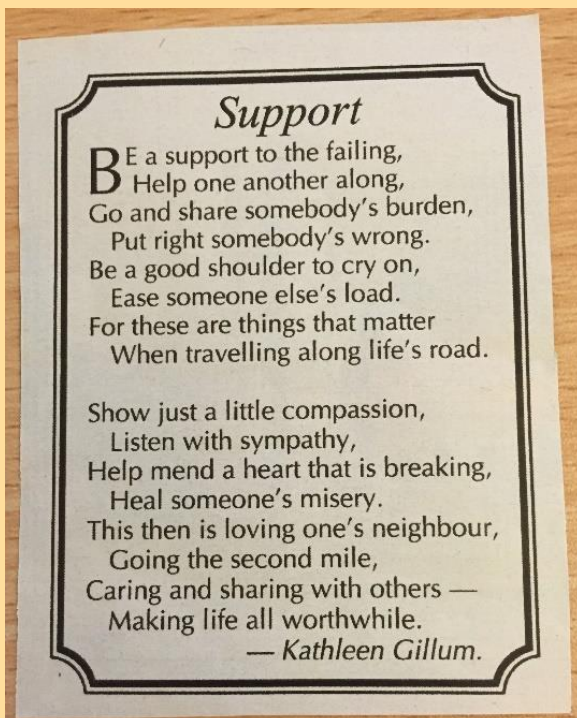 Support
BE a support to the failing,
Help one another along,
Go and share somebody's burden,
Put right somebody's wrong.
Be a good shoulder to cry on,
Ease someone else's load.
For these are things that matter
When travelling along life's road.
Show just a little compassion,
Listen with sympathy,
Help mend a heart that is breaking,
Heal someone's misery.
This then is loving one's neighbour,
Going the second mile,
Caring and sharing with others —
Making life all worthwhile.
— Kathleen Gillum.